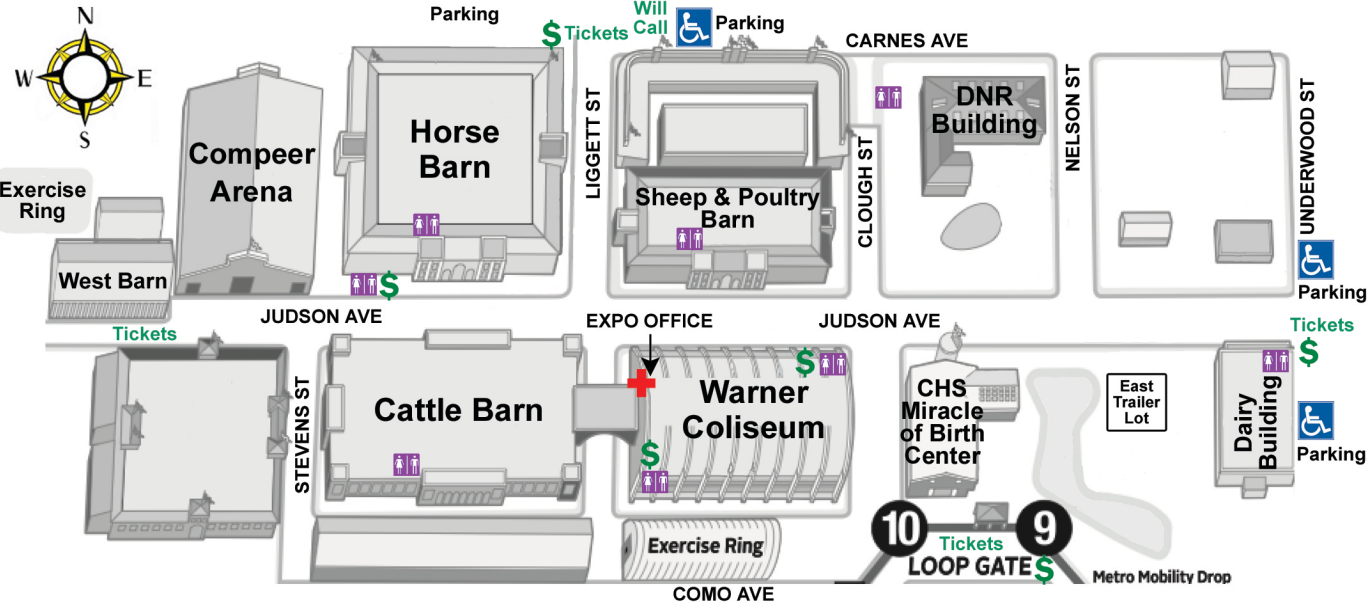 N
W
E
S
Parking
$ Tickets
Will
Call
Parking
CARNES AVE
Compeer
Arena
Horse
Barn
LIGGETT ST
Sheep & Poultry
Barn
CLOUGH ST
DNR
Building
NELSON ST
UNDERWOOD ST
Exercise
Ring
West Barn
$
Parking
Tickets
JUDSON AVE
EXPO OFFICE
JUDSON AVE
Tickets
$
STEVENS ST
Cattle Barn
$
Warner
Coliseum
$
CHS
Miracle
of Birth
Center
East
Trailer
Lot
Dairy
Building
Parking
10
9
Tickets
LOOP GATE $
Exercise Ring
Metro Mobility Drop
COMO AVE